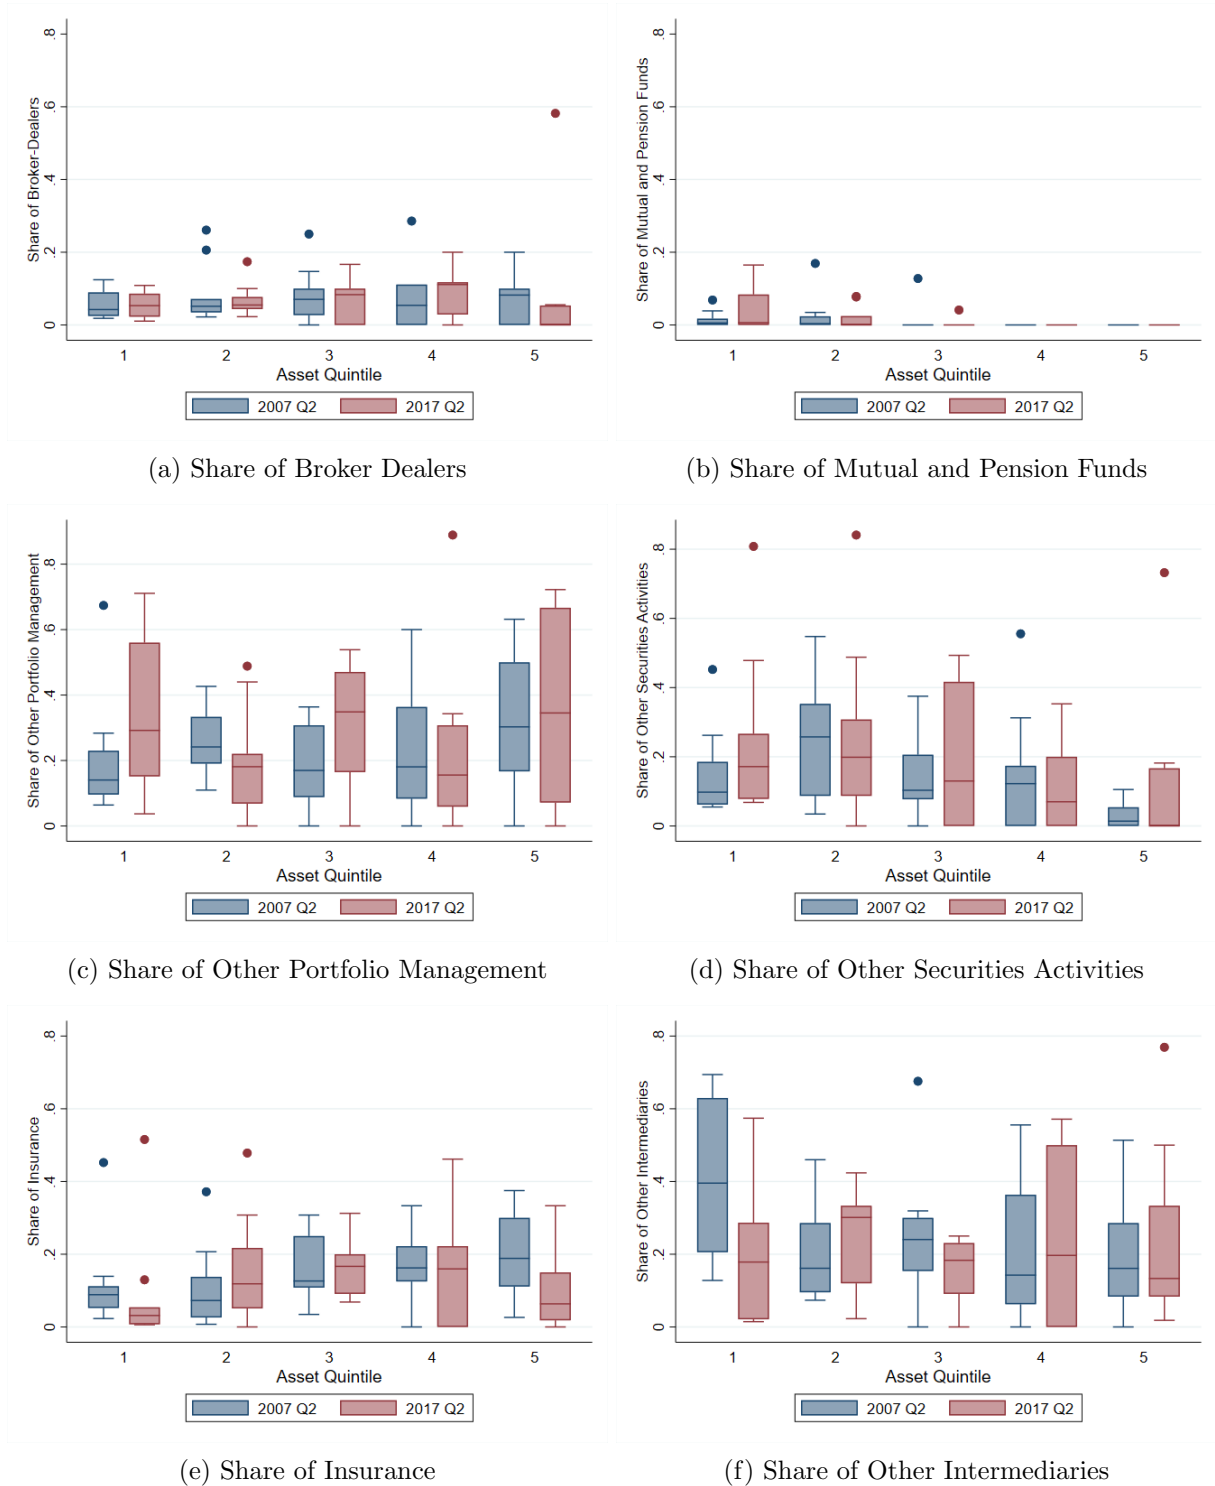 Share of Broker-Dealers
.8
.6
.4
.2
0
1 2 3 4 5
Asset Quintile
2007 Q2 2017 Q2
(a) Share of Broker Dealers
Share of Mutual and Pension Funds
.8
.6
.4
.2
0
1 2 3 4 5
Asset Quintile
2007 Q2 2017 Q2
(b) Share of Mutual and Pension Funds
Share of Other Portfolio Management
.8
.6
.4
.2
0
1 2 3 4 5
Asset Quintile
2007 Q2 2017 Q2
(c) Share of Other Portfolio Management
Share of Other Securities Activities
.8
.6
.4
.2
0
1 2 3 4 5
Asset Quintile
2007 Q2 2017 Q2
(d) Share of Other Securities Activities
Share of Insurance
.8
.6
.4
.2
0
1 2 3 4 5
Asset Quintile
2007 Q2 2017 Q2
(e) Share of Insurance
Share of Other Intermediaries
.8
.6
.4
.2
0
1 2 3 4 5
Asset Quintile
2007 Q2 2017 Q2
(f) Share of Other Intermediaries